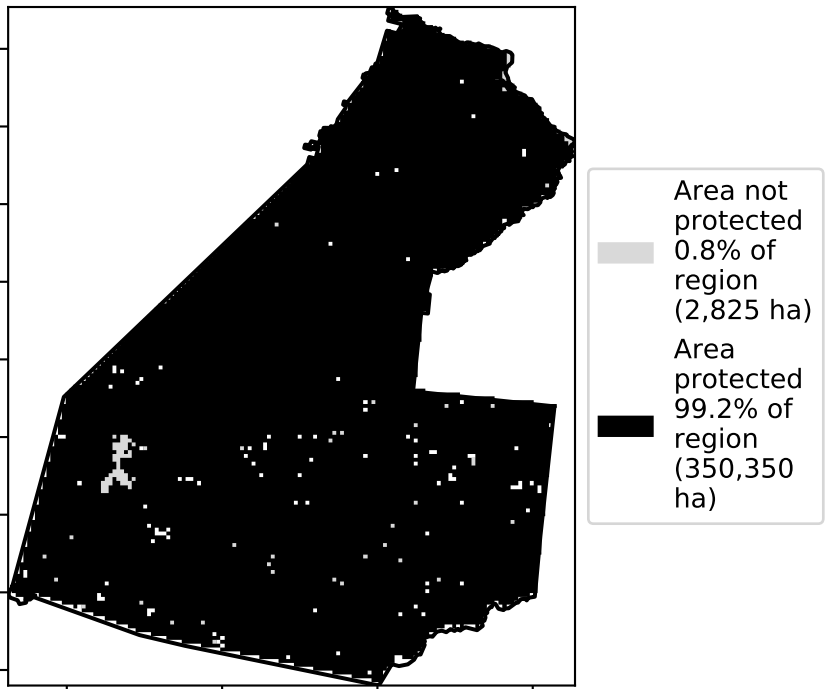 Area not
protected
0.8% of
region
(2,825 ha)
Area
protected
99.2% of
region
(350,350
ha)